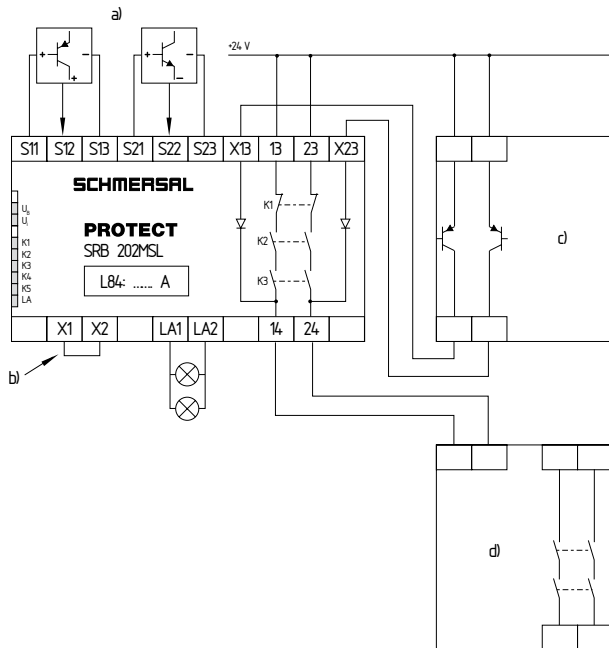 a)
+24 V
+ − + −
+ −
S11 S12 S13 S21 S22 S23 X13 13 23 X23
SCHMERSAL
PROTECT
SRB 202MSL
L84: ...... A
UB
Ui
K1
K2
K3
K4
K5
LA
K1
K2
K3
X1 X2 LA1 LA2 14 24
b)
c)
d)